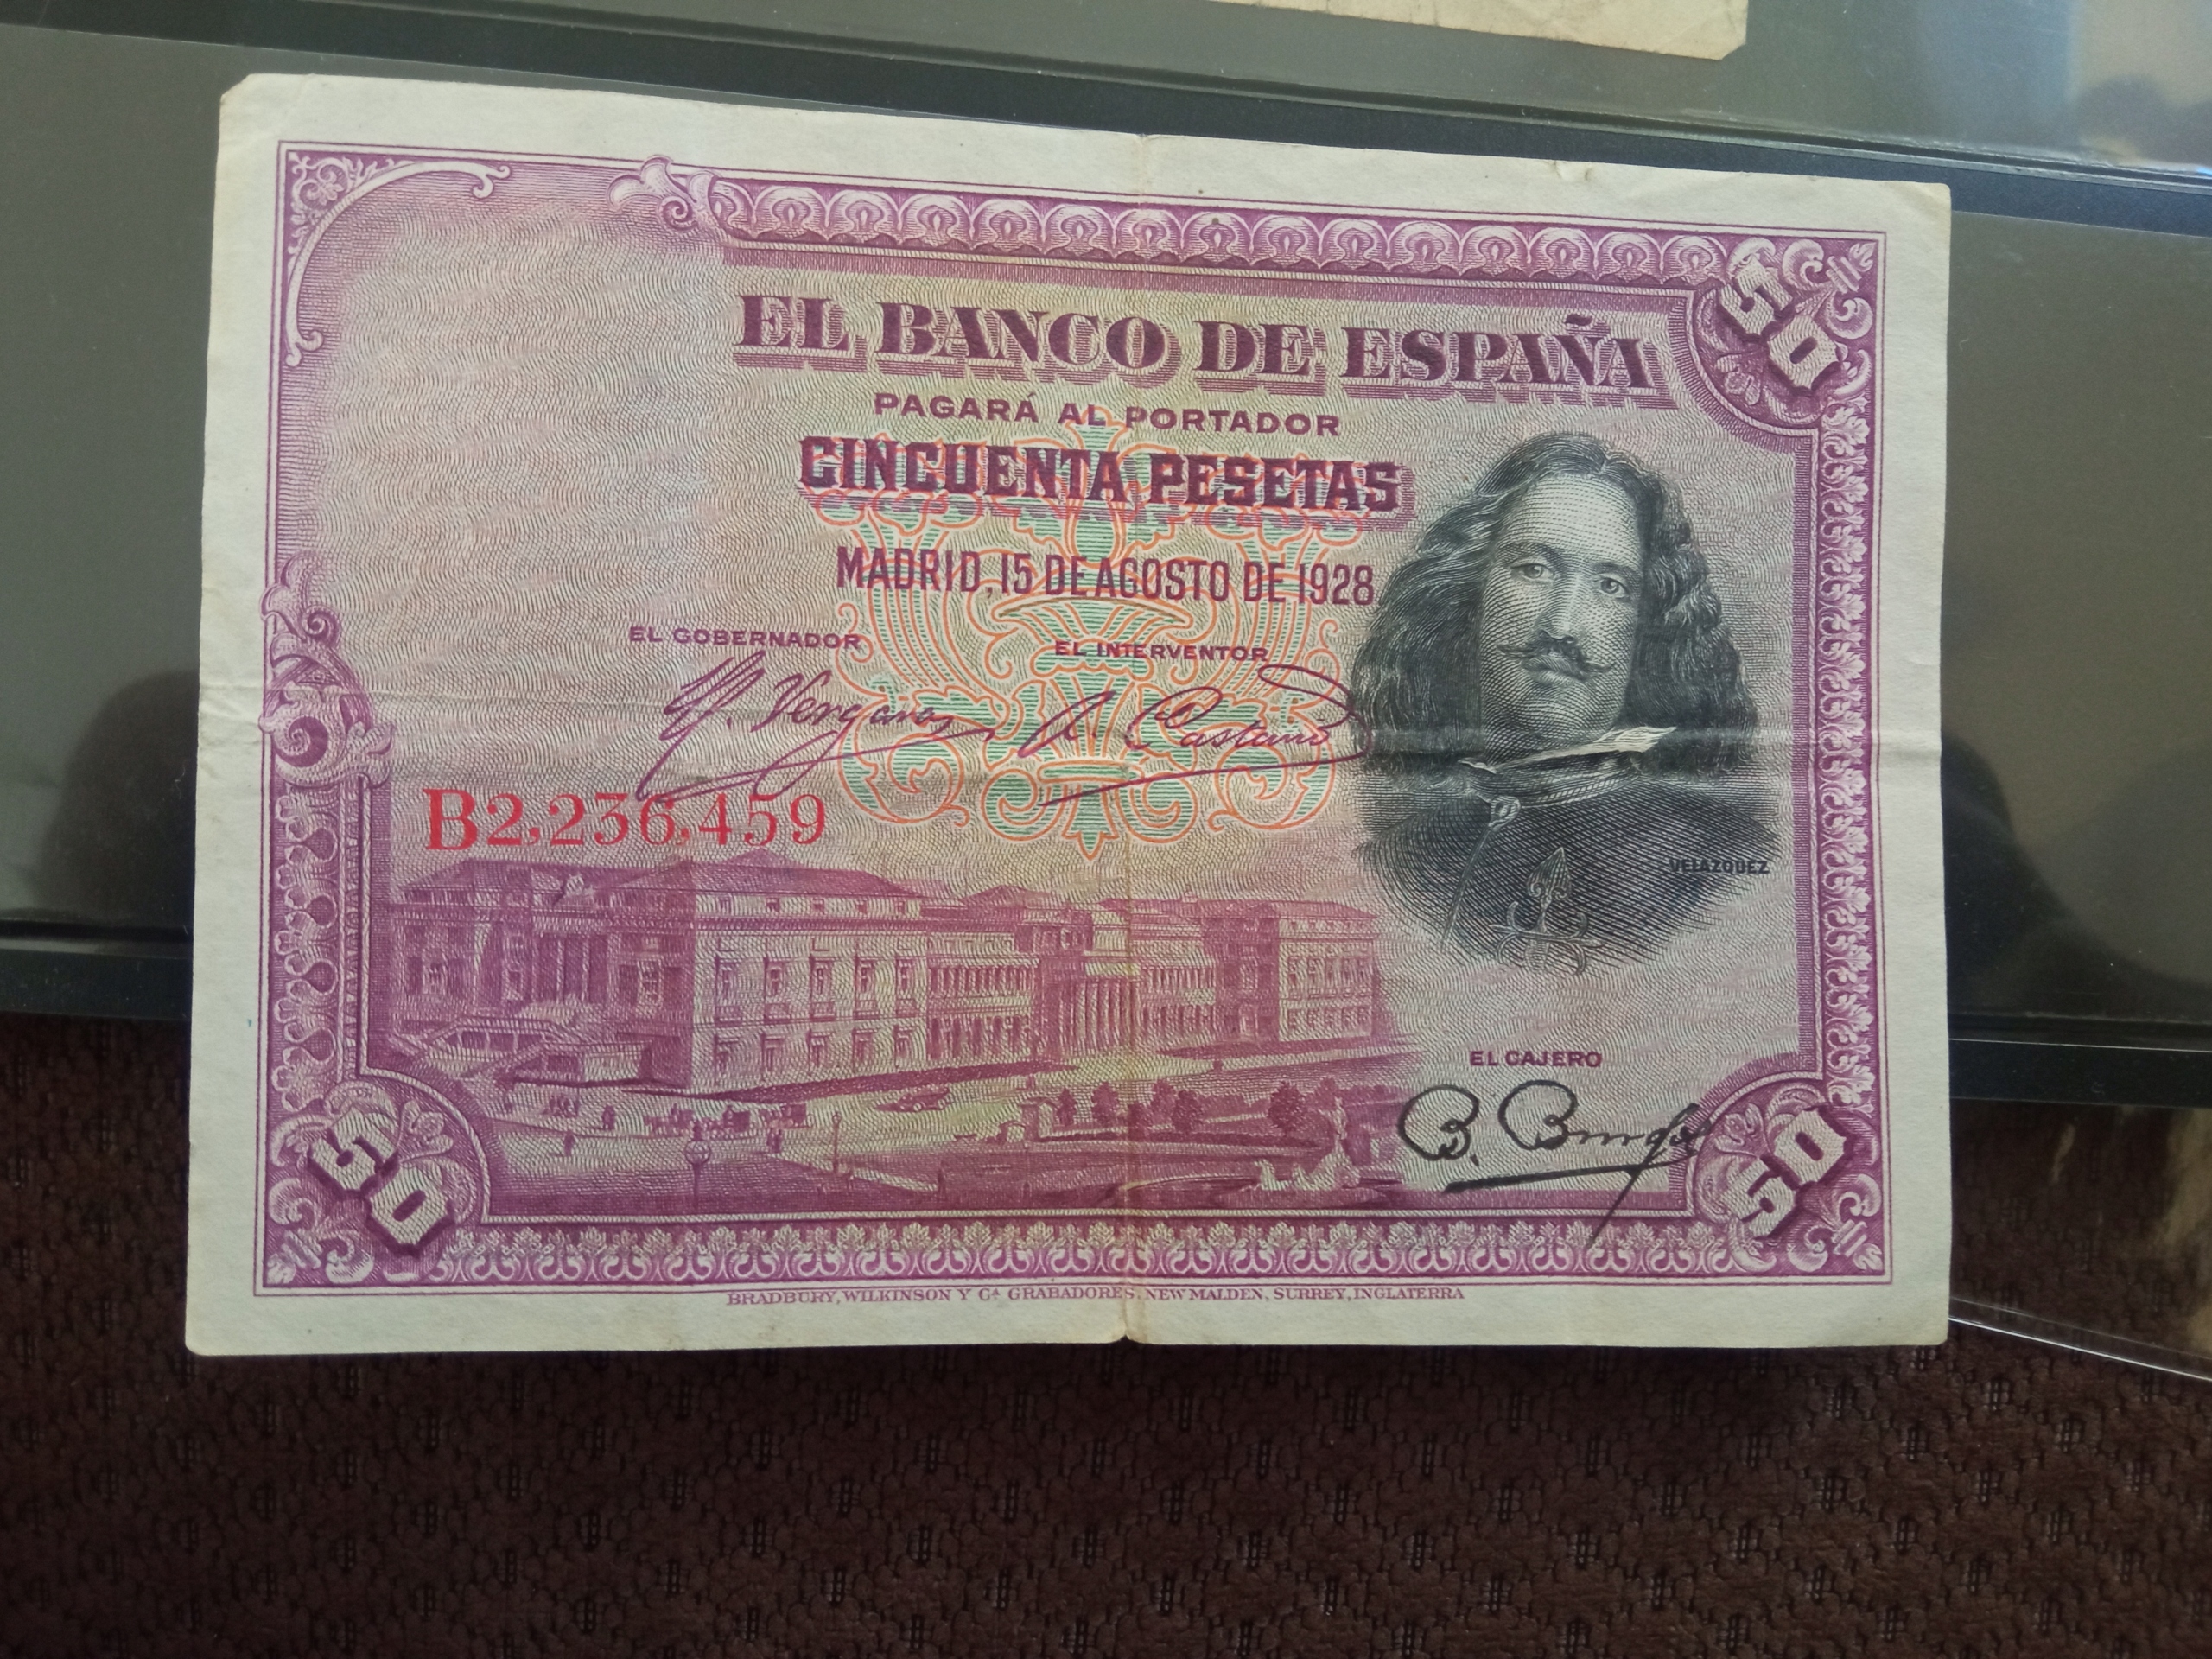 50
EL BANCO DE ESPAÑA
PAGARÁ AL PORTADOR
CINCUENTA PESETAS
MADRID, 15 DE AGOSTO DE 1928
EL GOBERNADOR EL INTERVENTOR
B2,236,459
VELAZQUEZ
EL CAJERO
50
50
BRADBURY, WILKINSON Y Cª GRABADORES, NEW MALDEN, SURREY, INGLATERRA